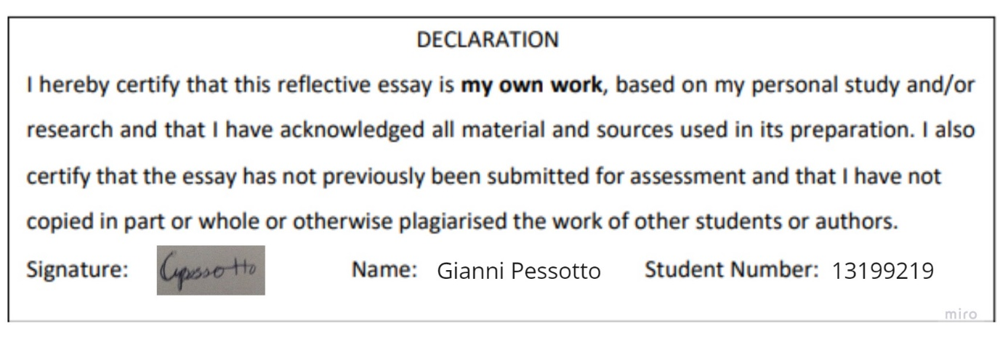 DECLARATION
I hereby certify that this reflective essay is my own work, based on my personal study and/or
research and that I have acknowledged all material and sources used in its preparation. I also
certify that the essay has not previously been submitted for assessment and that I have not
copied in part or whole or otherwise plagiarised the work of other students or authors.
Signature: GPessotto Name: Gianni Pessotto Student Number: 13199219
miro